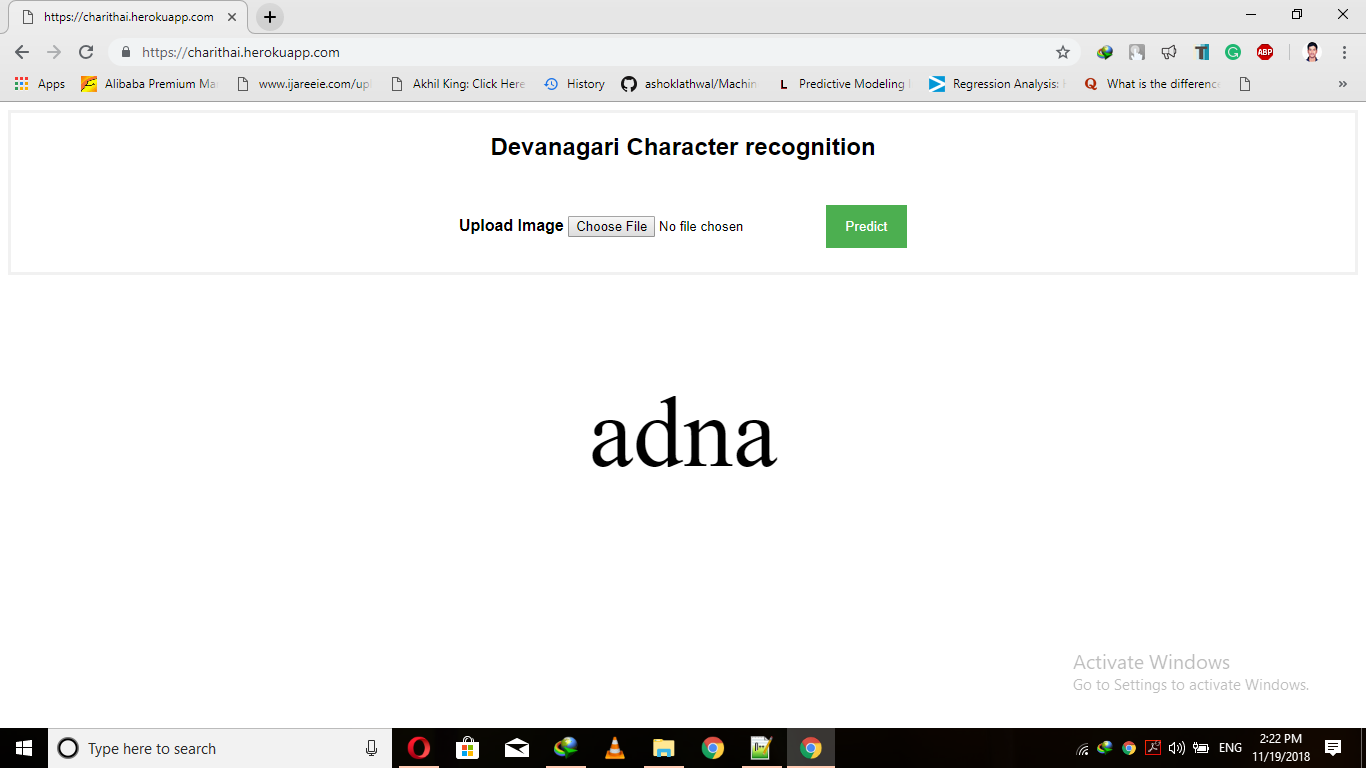 https://charithai.herokuapp.com
https://charithai.herokuapp.com
Apps Alibaba Premium Ma www.ijareeie.com/up Akhil King: Click Here History ashoklathwal/Machin Predictive Modeling Regression Analysis: What is the differenc »
Devanagari Character recognition
Upload Image Choose File No file chosen Predict
adna
Activate Windows
Go to Settings to activate Windows.
Type here to search ENG 2:22 PM
11/19/2018